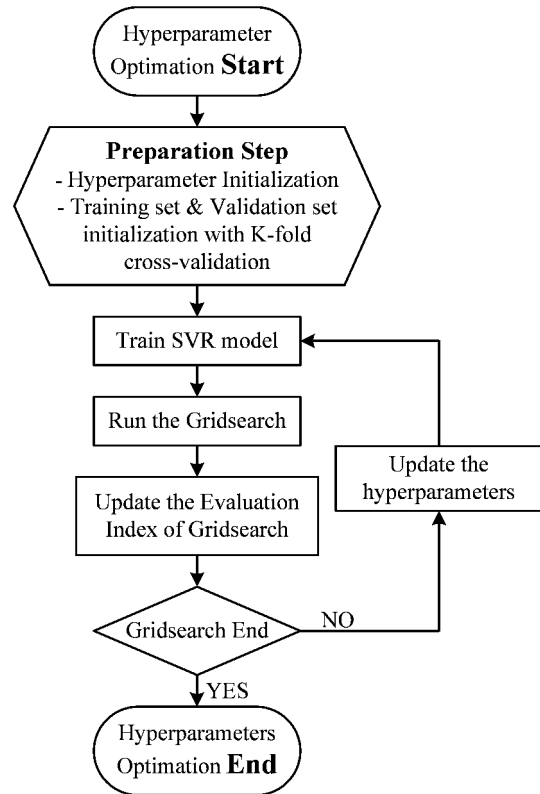 Hyperparameter
Optimation Start
Preparation Step
- Hyperparameter Initialization
- Training set & Validation set
initialization with K-fold
cross-validation
Train SVR model
Run the Gridsearch
Update the
hyperparameters
Update the Evaluation
Index of Gridsearch
Gridsearch End
NO
YES
Hyperparameters
Optimation End